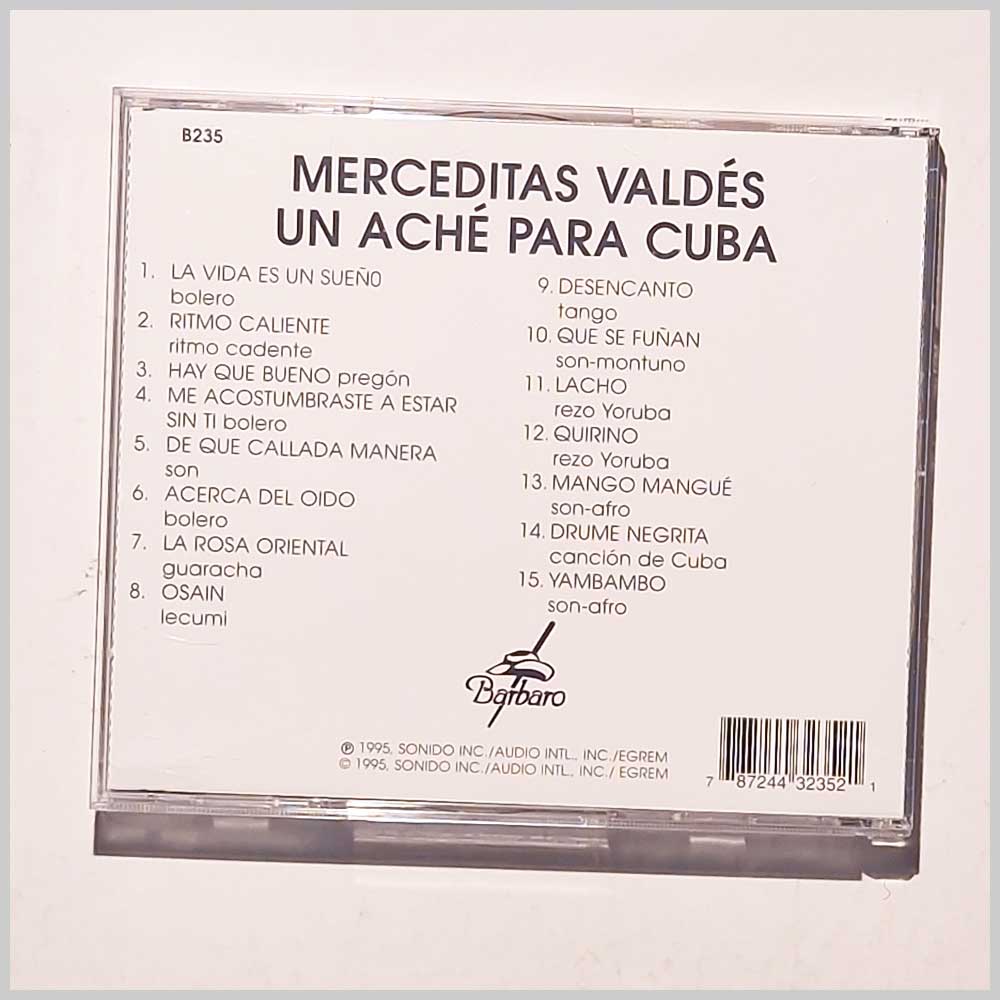 B235
MERCEDITAS VALDÉS
UN ACHÉ PARA CUBA
1. LA VIDA ES UN SUEÑO
bolero
2. RITMO CALIENTE
ritmo cadente
3. HAY QUE BUENO pregón
4. ME ACOSTUMBRASTE A ESTAR
SIN TI bolero
5. DE QUE CALLADA MANERA
son
6. ACERCA DEL OIDO
bolero
7. LA ROSA ORIENTAL
guaracha
8. OSAIN
lecumi
9. DESENCANTO
tango
10. QUE SE FUÑAN
son-montuno
11. LACHO
rezo Yoruba
12. QUIRINO
rezo Yoruba
13. MANGO MANGUÉ
son-afro
14. DRUME NEGRITA
canción de Cuba
15. YAMBAMBO
son-afro
Barbaro
℗ 1995, SONIDO INC./AUDIO INTL., INC./EGREM
© 1995, SONIDO INC./AUDIO INTL., INC./ EGREM
7 87244 32352 1